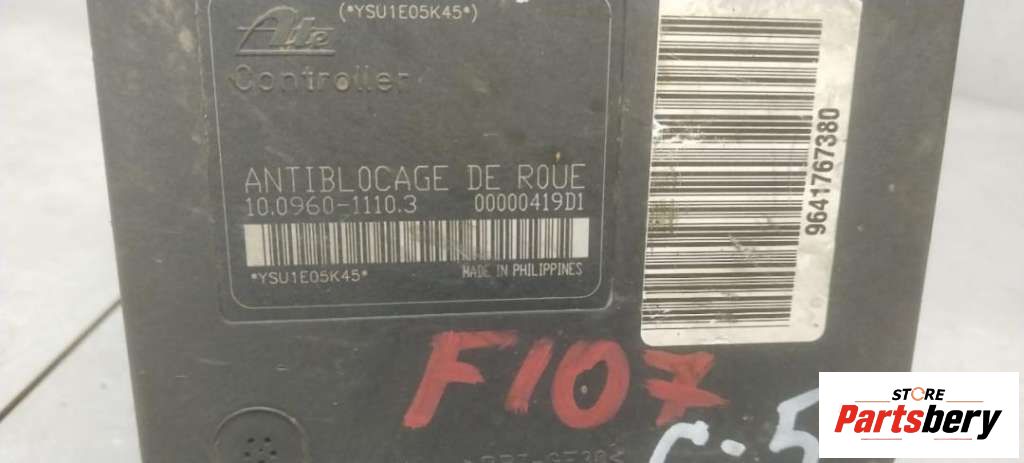 (*YSU1E05K45*)
Ate
Controller
ANTIBLOCAGE DE ROUE
10.0960-1110.3 00000419D1
*YSU1E05K45* MADE IN PHILIPPINES
9641767380
F107
C-5
STORE
Partsbery